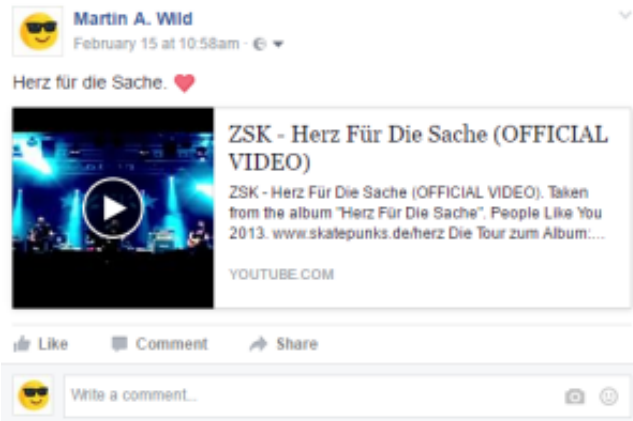 Martin A. Wild
February 15 at 10:58am ·
Herz für die Sache.
ZSK - Herz Für Die Sache (OFFICIAL
VIDEO)
ZSK - Herz Für Die Sache (OFFICIAL VIDEO). Taken
from the album "Herz Für Die Sache". People Like You
2013. www.skatepunks.de/herz Die Tour zum Album:...
YOUTUBE.COM
Like Comment Share
Write a comment...